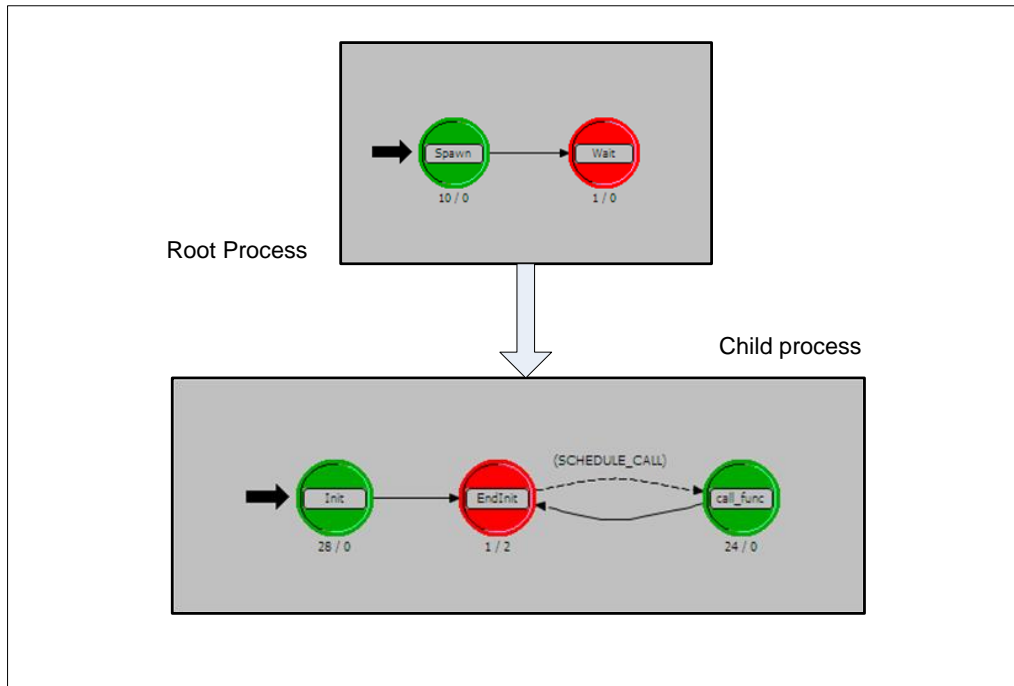 Spawn
Wait
10 / 0
1 / 0
Root Process
Child process
(SCHEDULE_CALL)
Init
EndInit
call_func
28 / 0
1 / 2
24 / 0